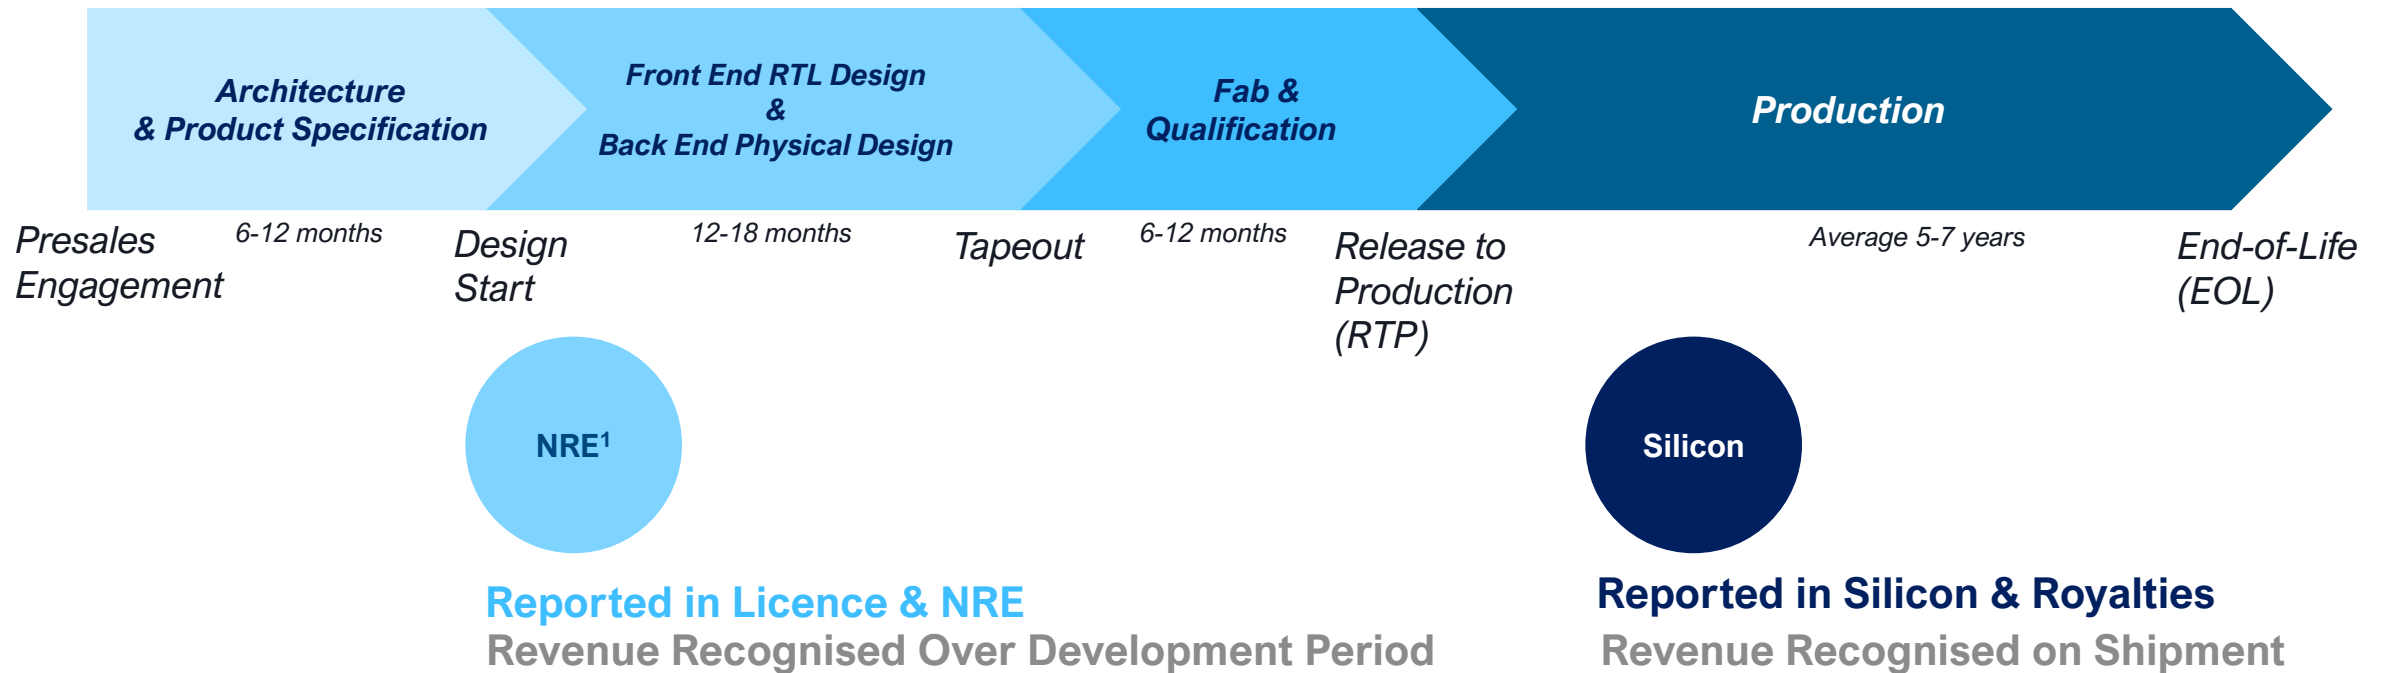 Architecture
& Product Specification
Front End RTL Design
&
Back End Physical Design
Fab &
Qualification
Production
Presales
Engagement
6-12 months
Design
Start
12-18 months
Tapeout
6-12 months
Release to
Production
(RTP)
Average 5-7 years
End-of-Life
(EOL)
NRE¹
Silicon
Reported in Licence & NRE
Revenue Recognised Over Development Period
Reported in Silicon & Royalties
Revenue Recognised on Shipment